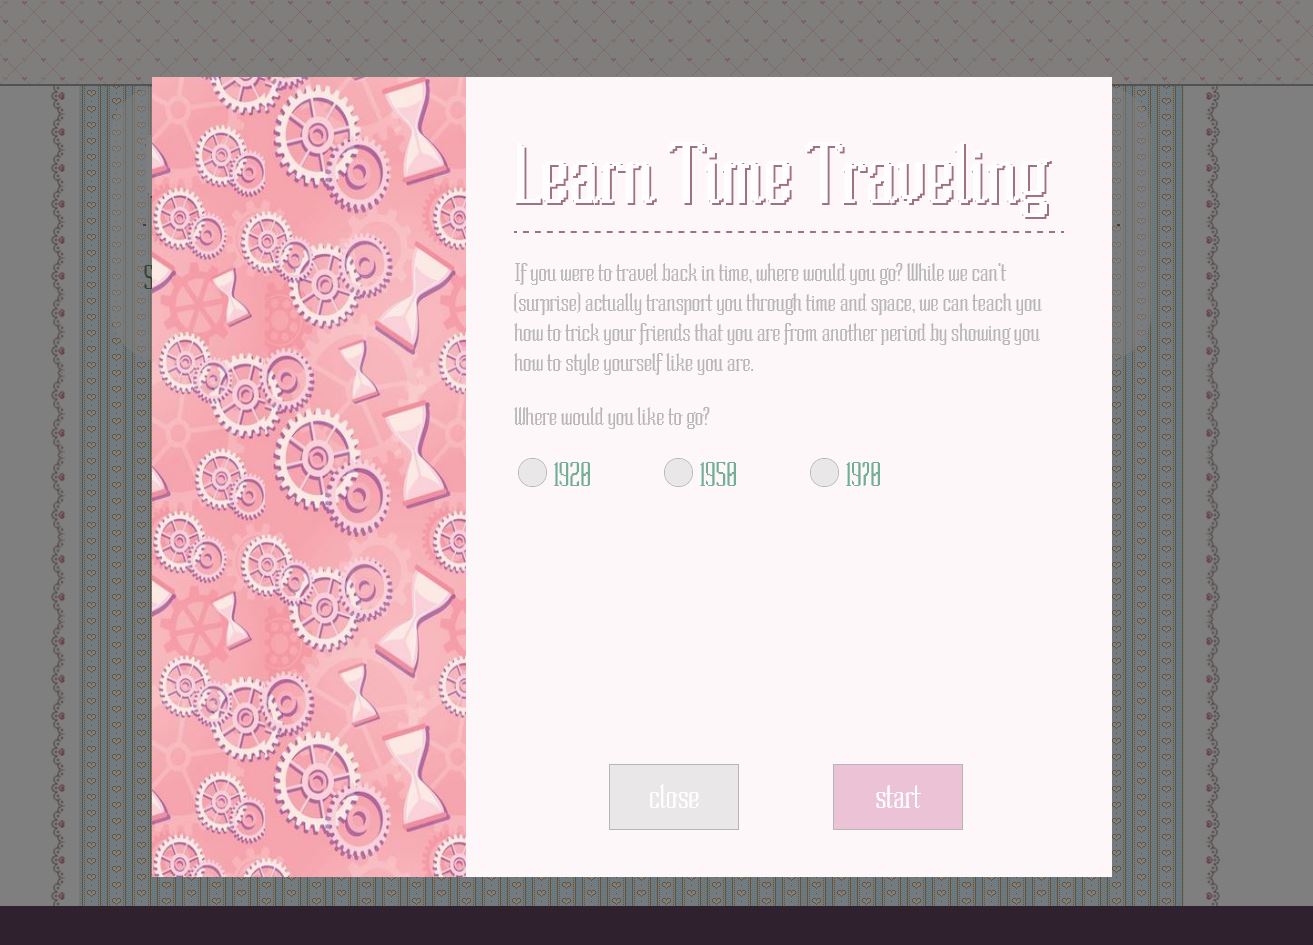 Learn Time Traveling
If you were to travel back in time, where would you go? While we can't
(surprise) actually transport you through time and space, we can teach you
how to trick your friends that you are from another period by showing you
how to style yourself like you are.
Where would you like to go?
1920 1950 1970
close start